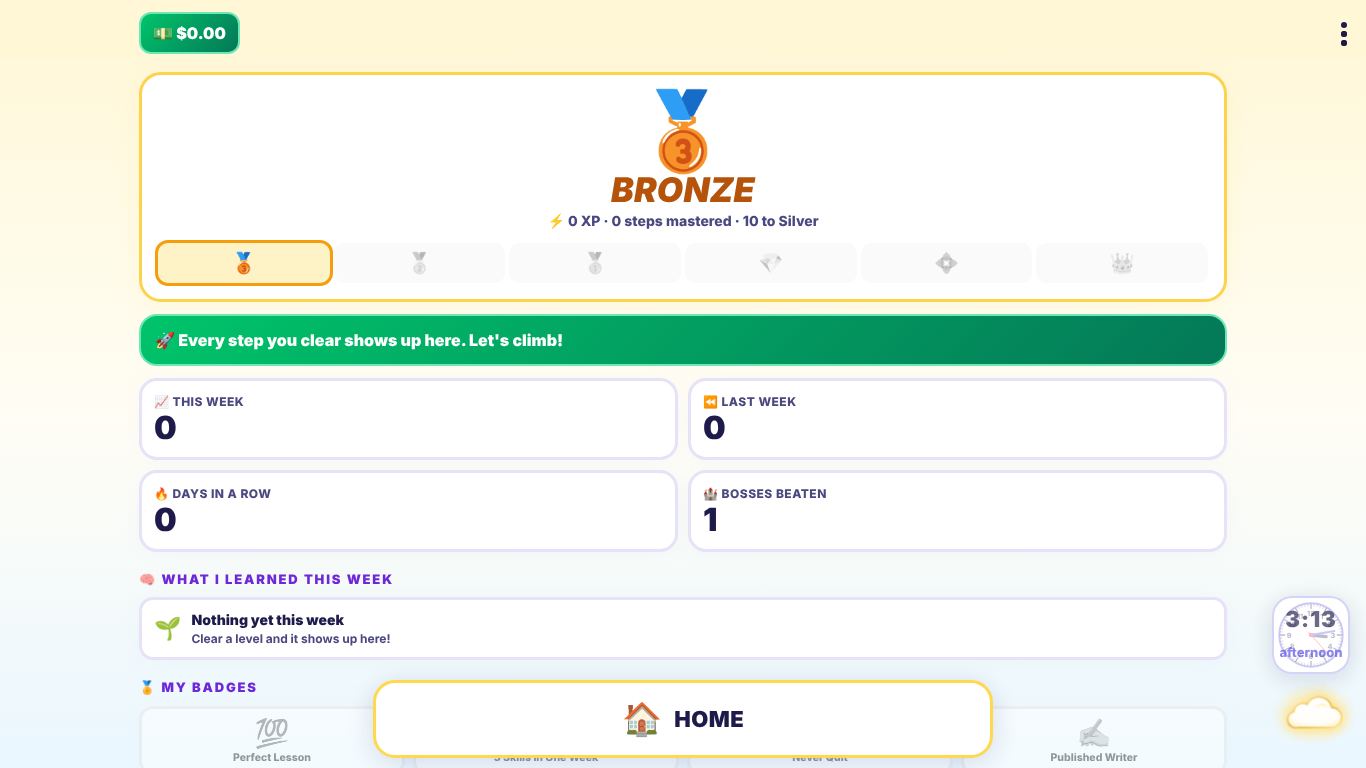 $0.00
BRONZE
⚡ 0 XP · 0 steps mastered · 10 to Silver
🚀 Every step you clear shows up here. Let's climb!
THIS WEEK
0
LAST WEEK
0
DAYS IN A ROW
0
BOSSES BEATEN
1
WHAT I LEARNED THIS WEEK
Nothing yet this week
Clear a level and it shows up here!
3:13
afternoon
MY BADGES
100
HOME
Perfect Lesson
Never Quit
Published Writer